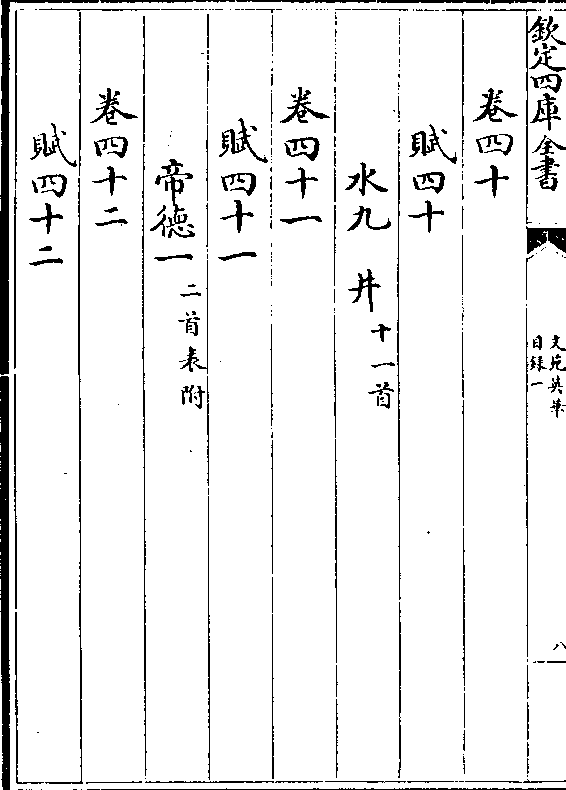 欽定四庫全書
文苑英華
目録一
八
卷四十
賦四十
水九 井十一首
卷四十一
賦四十一
帝德一二首表附
卷四十二
賦四十二